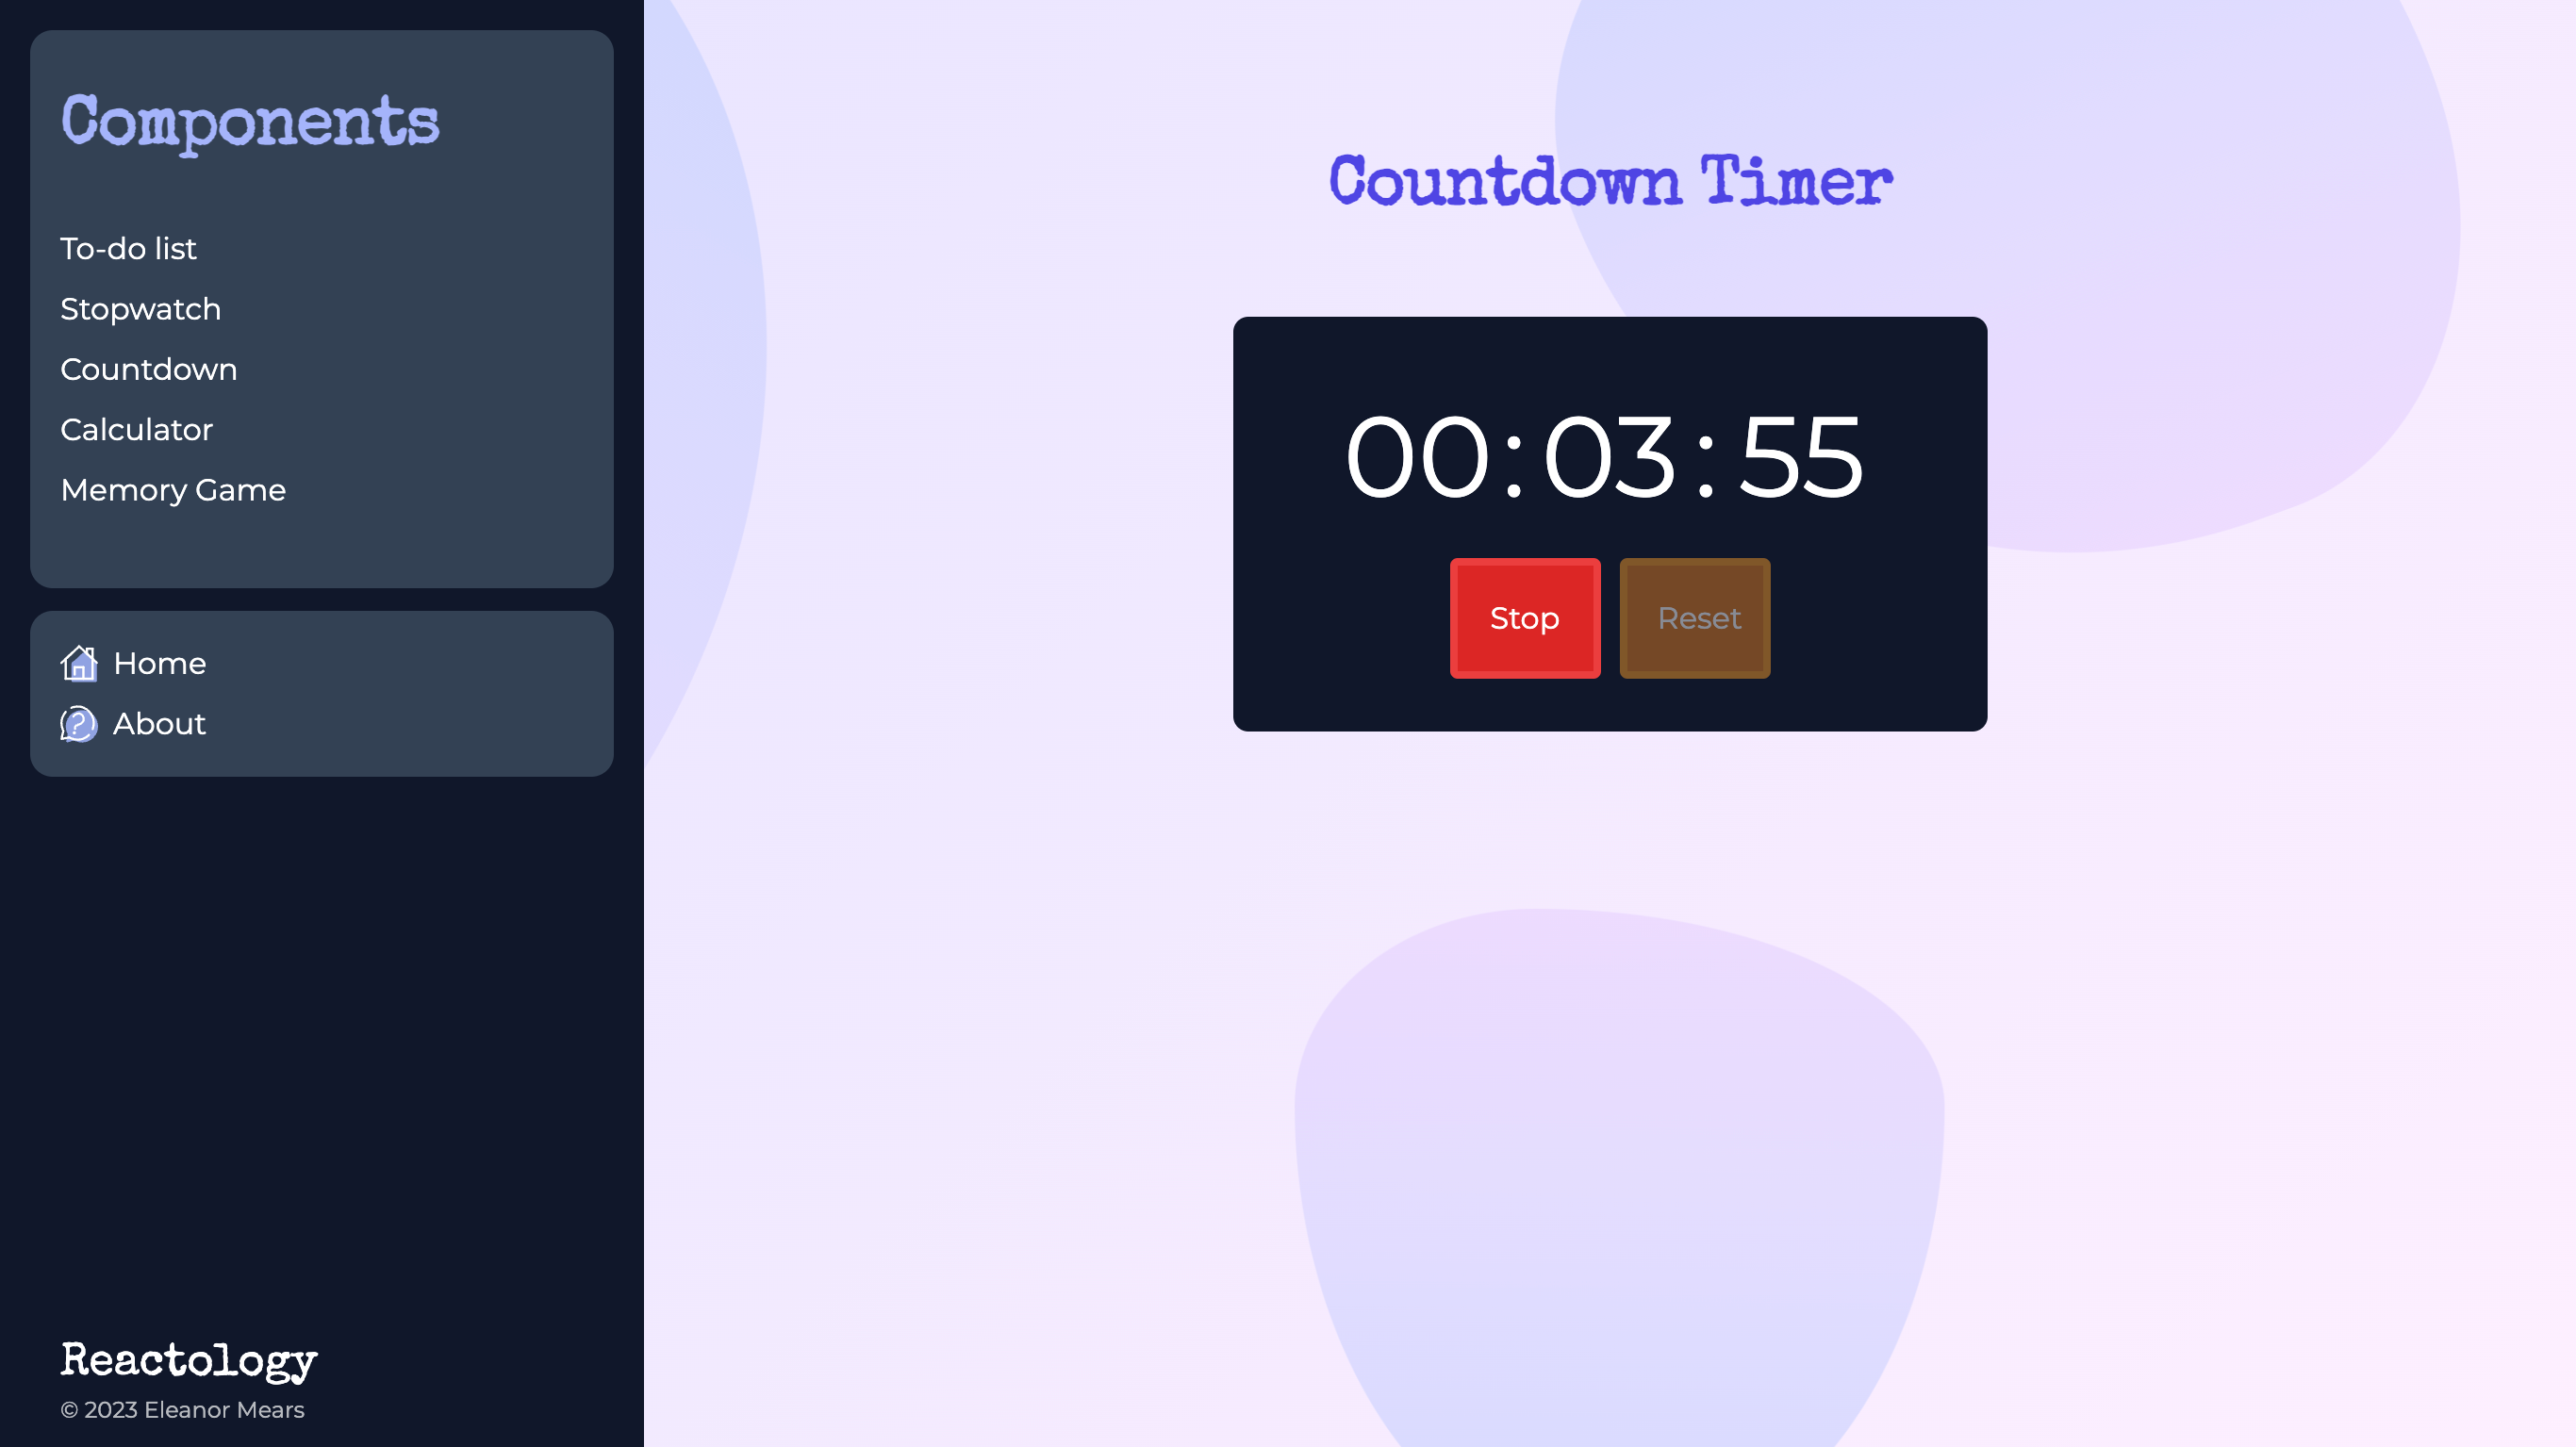 Components
To-do list
Stopwatch
Countdown
Calculator
Memory Game
Home
About
Reactology
© 2023 Eleanor Mears
Countdown Timer
00:03:55
Stop
Reset